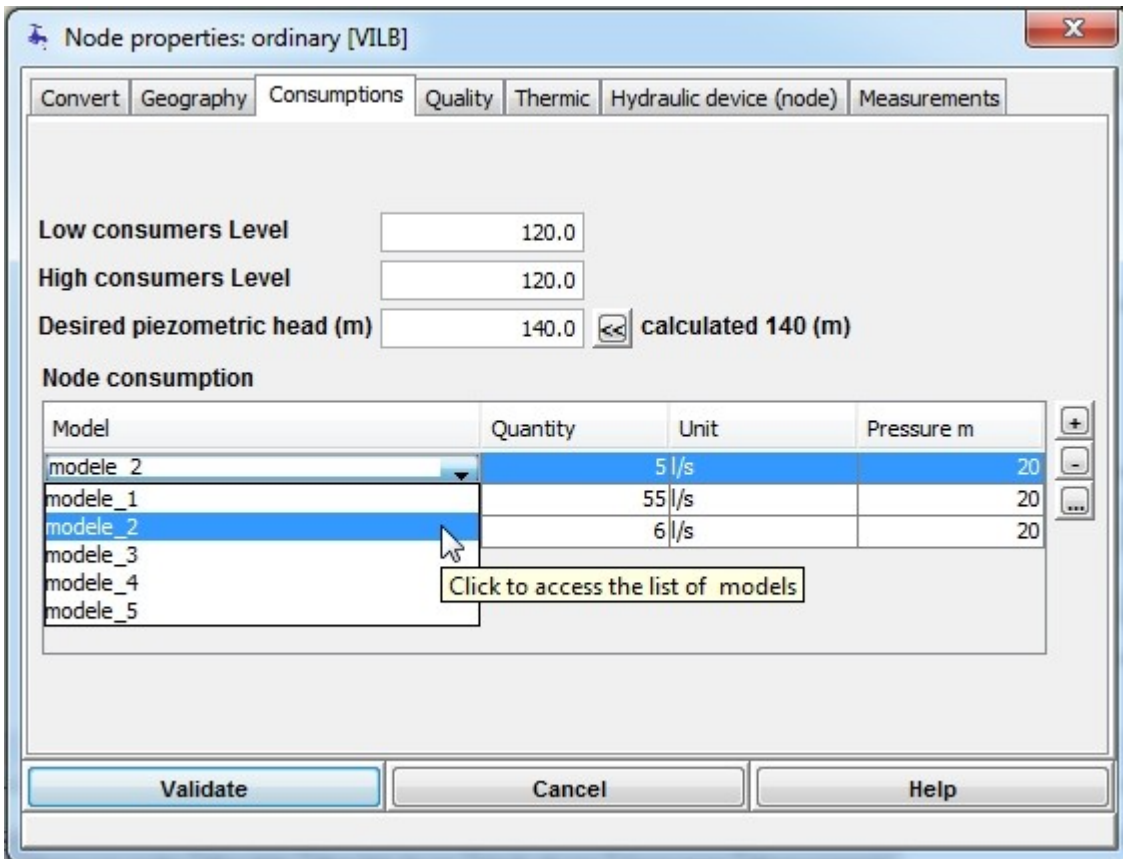 Node properties: ordinary [VILB]
Convert Geography Consumptions Quality Thermic Hydraulic device (node) Measurements
Low consumers Level 120.0
High consumers Level 120.0
Desired piezometric head (m) 140.0 << calculated 140 (m)
Node consumption
Model Quantity Unit Pressure m +
modele_2 5 l/s 20 -
modele_1 55 l/s 20 ...
modele_2 6 l/s 20
modele_3
modele_4 Click to access the list of models
modele_5
Validate Cancel Help